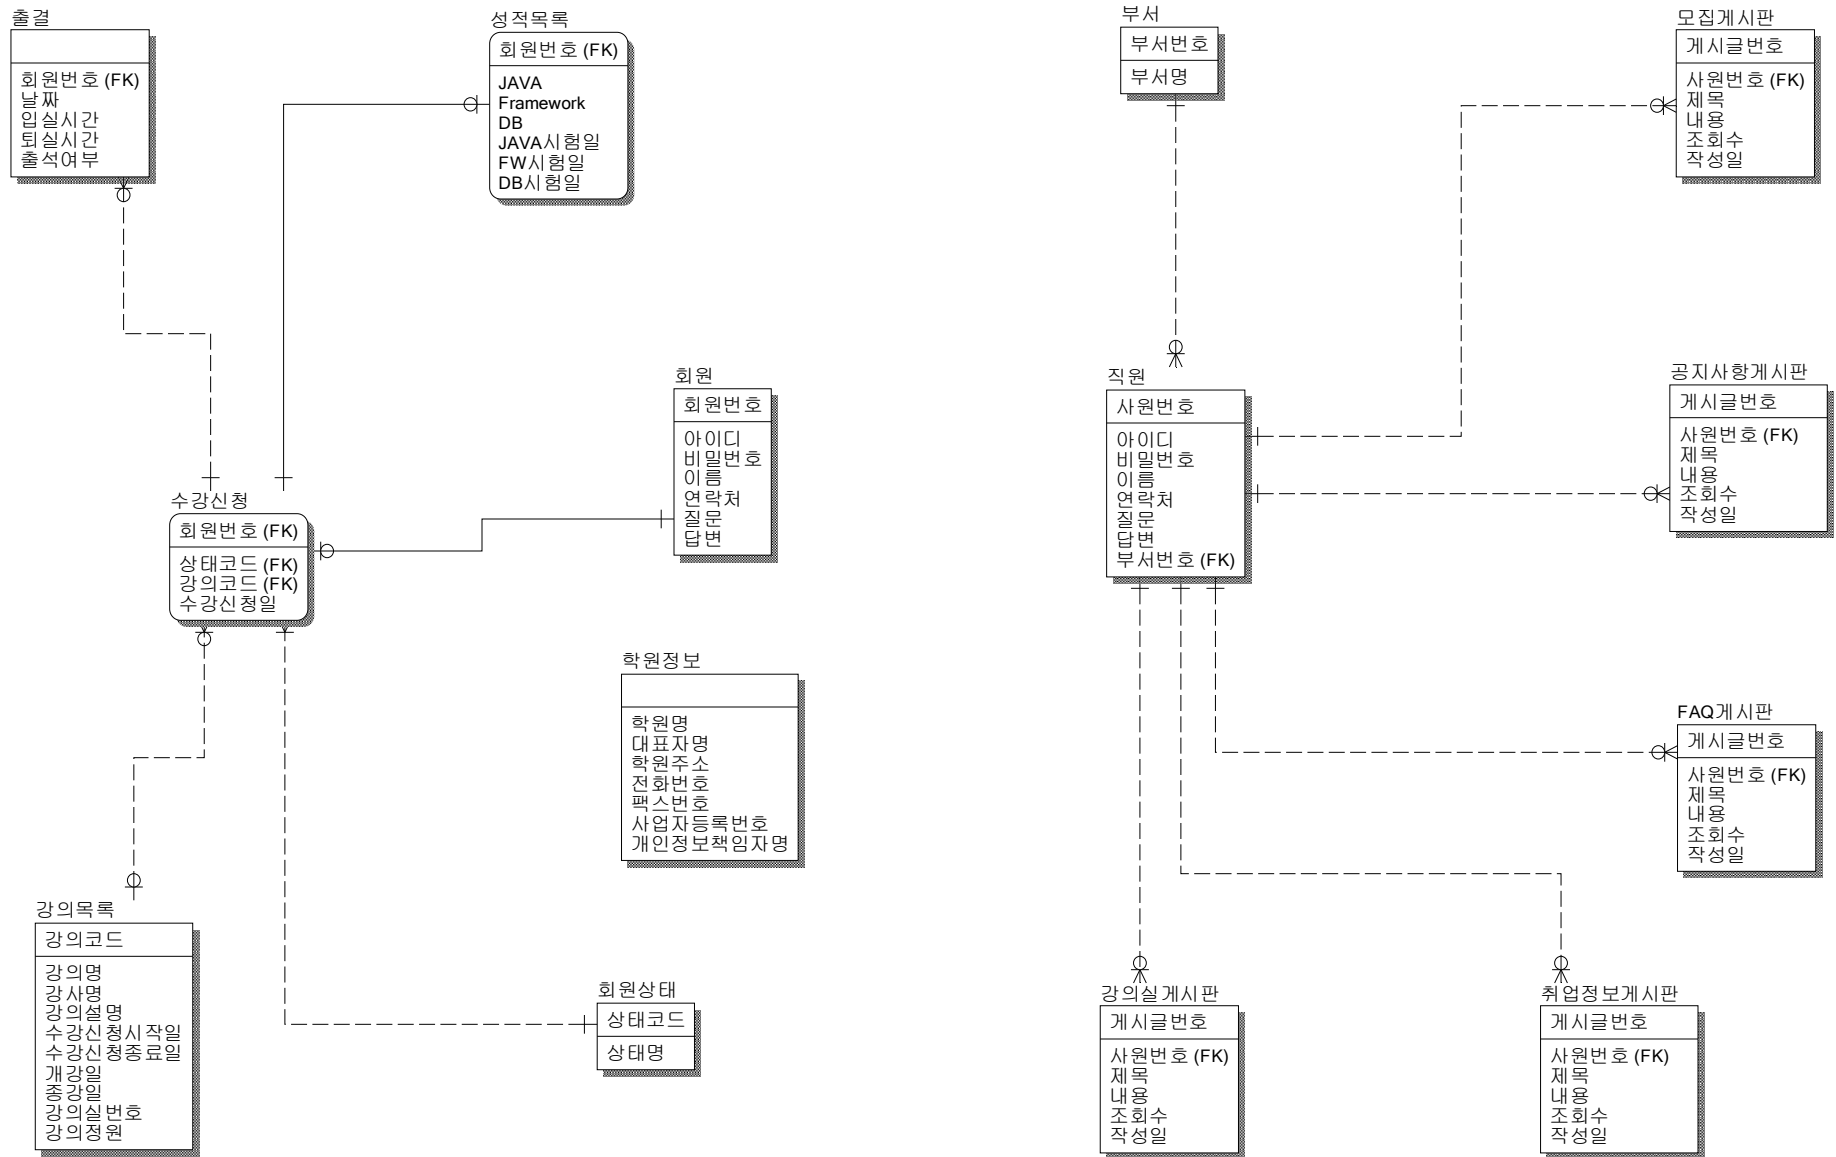 출결
회원번호 (FK)
날짜
입실시간
퇴실시간
출석여부
성적목록
회원번호 (FK)
JAVA
Framework
DB
JAVA시험일
FW시험일
DB시험일
부서
부서번호
부서명
모집게시판
게시글번호
사원번호 (FK)
제목
내용
조회수
작성일
회원
회원번호
아이디
비밀번호
이름
연락처
질문
답변
직원
사원번호
아이디
비밀번호
이름
연락처
질문
답변
부서번호 (FK)
공지사항게시판
게시글번호
사원번호 (FK)
제목
내용
조회수
작성일
수강신청
회원번호 (FK)
상태코드 (FK)
강의코드 (FK)
수강신청일
학원정보
학원명
대표자명
학원주소
전화번호
팩스번호
사업자등록번호
개인정보책임자명
FAQ게시판
게시글번호
사원번호 (FK)
제목
내용
조회수
작성일
강의목록
강의코드
강의명
강사명
강의설명
수강신청시작일
수강신청종료일
개강일
종강일
강의실번호
강의정원
회원상태
상태코드
상태명
강의실게시판
게시글번호
사원번호 (FK)
제목
내용
조회수
작성일
취업정보게시판
게시글번호
사원번호 (FK)
제목
내용
조회수
작성일